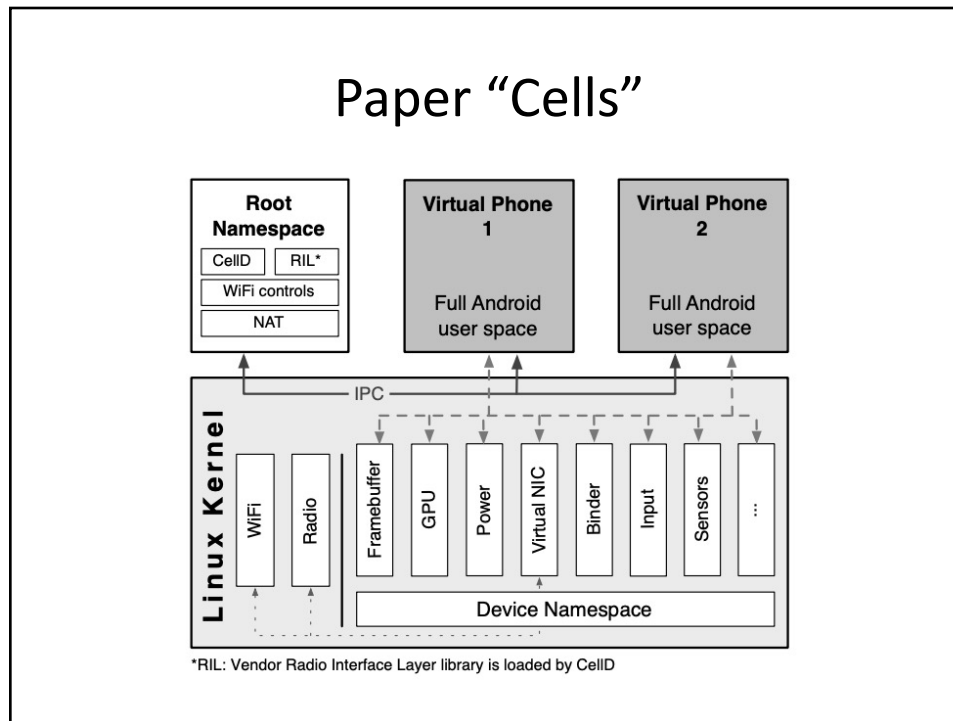 Paper “Cells”
Root
Namespace
CellD
RIL*
WiFi controls
NAT
Virtual Phone
1
Full Android
user space
Virtual Phone
2
Full Android
user space
IPC
Linux Kernel
WiFi
Radio
Framebuffer
GPU
Power
Virtual NIC
Binder
Input
Sensors
...
Device Namespace
*RIL: Vendor Radio Interface Layer library is loaded by CellD